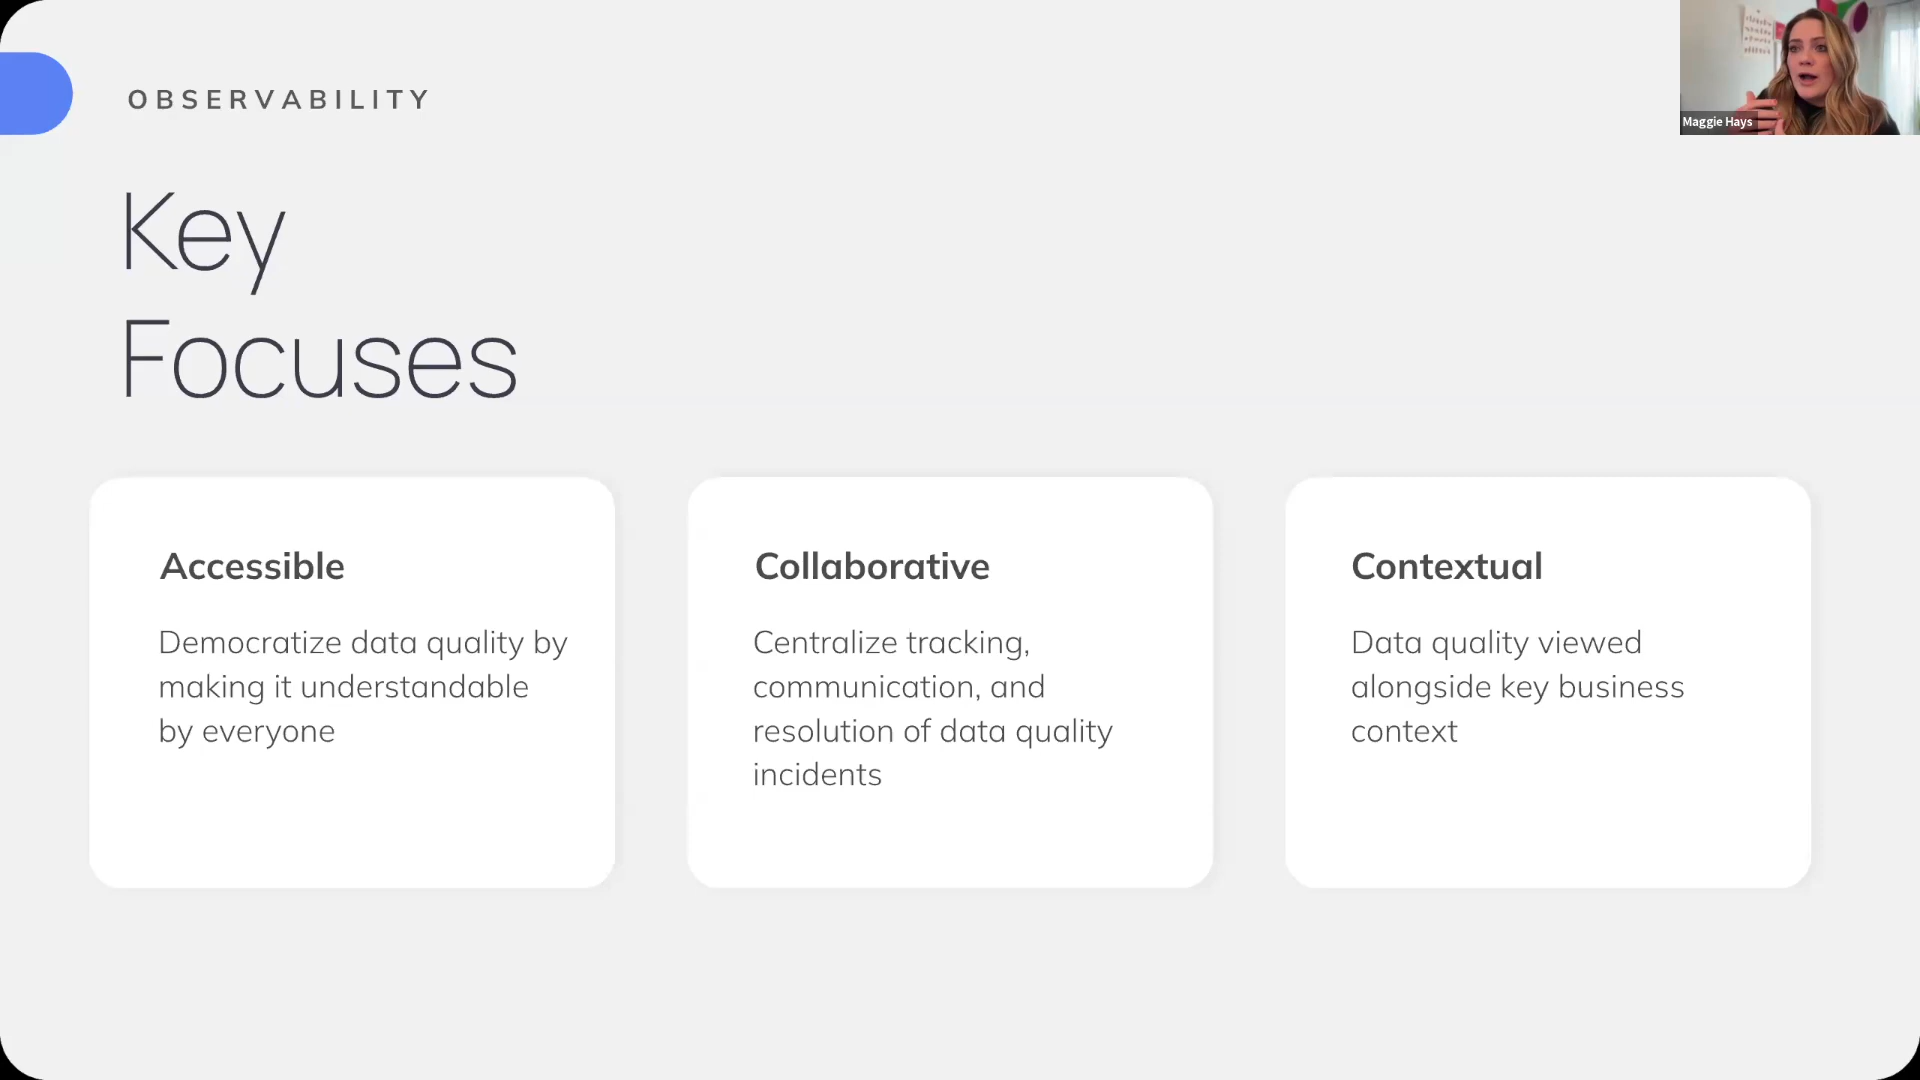 OBSERVABILITY
Maggie Hays
Key
Focuses
Accessible
Democratize data quality by
making it understandable
by everyone
Collaborative
Centralize tracking,
communication, and
resolution of data quality
incidents
Contextual
Data quality viewed
alongside key business
context